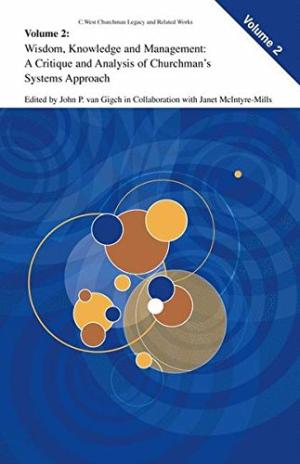 C.West Churchman Legacy and Related Works
Volume 2:
Wisdom, Knowledge and Management:
A Critique and Analysis of Churchman's
Systems Approach
Edited by John P. van Gigch in Collaboration with Janet McIntyre-Mills
Volume 2